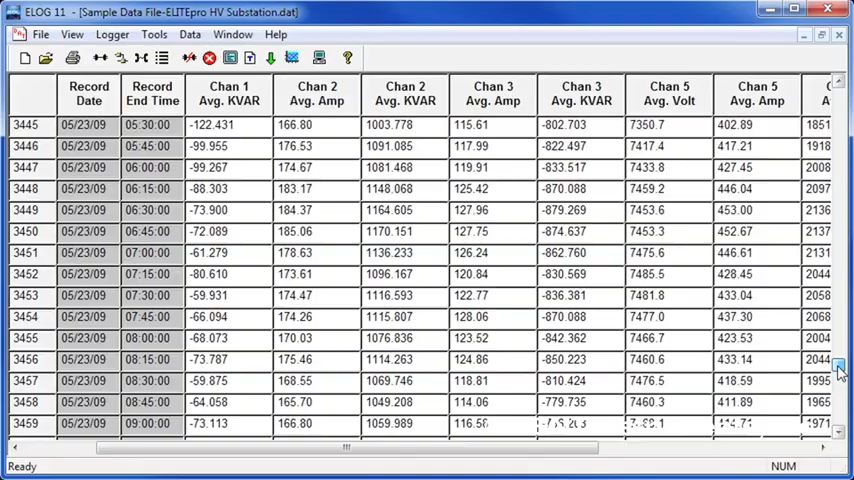 ELOG 11 - [Sample Data File-ELITEpro HV Substation.dat]
File View Logger Tools Data Window Help
Record Date Record End Time Chan 1 Avg. KVAR Chan 2 Avg. Amp Chan 2 Avg. KVAR Chan 3 Avg. Amp Chan 3 Avg. KVAR Chan 5 Avg. Volt Chan 5 Avg. Amp
3445 05/23/09 05:30:00 -122.431 166.80 1003.778 115.61 -802.703 7350.7 402.89 1851
3446 05/23/09 05:45:00 -99.955 176.53 1091.085 117.99 -822.497 7417.4 417.21 1918
3447 05/23/09 06:00:00 -99.267 174.67 1081.468 119.91 -833.517 7433.8 427.45 2008
3448 05/23/09 06:15:00 -88.303 183.17 1148.068 125.42 -870.088 7459.2 446.04 2097
3449 05/23/09 06:30:00 -73.900 184.37 1164.605 127.96 -879.269 7453.6 453.00 2136
3450 05/23/09 06:45:00 -72.089 185.06 1170.151 127.75 -874.637 7453.3 452.67 2137
3451 05/23/09 07:00:00 -61.279 178.63 1136.233 126.24 -862.760 7475.6 446.61 2131
3452 05/23/09 07:15:00 -80.610 173.61 1096.167 120.84 -830.569 7485.5 428.45 2044
3453 05/23/09 07:30:00 -59.931 174.47 1116.593 122.77 -836.381 7481.8 433.04 2058
3454 05/23/09 07:45:00 -66.094 174.26 1115.807 128.06 -870.088 7477.0 437.30 2068
3455 05/23/09 08:00:00 -68.073 170.03 1076.836 123.52 -842.362 7466.7 423.53 2004
3456 05/23/09 08:15:00 -73.787 175.46 1114.263 124.86 -850.223 7460.6 433.14 2044
3457 05/23/09 08:30:00 -59.875 168.55 1069.746 118.81 -810.424 7476.5 418.59 1995
3458 05/23/09 08:45:00 -64.058 165.70 1049.208 114.06 -779.735 7460.3 411.89 1965
3459 05/23/09 09:00:00 -73.113 166.80 1059.989 1971
Ready NUM